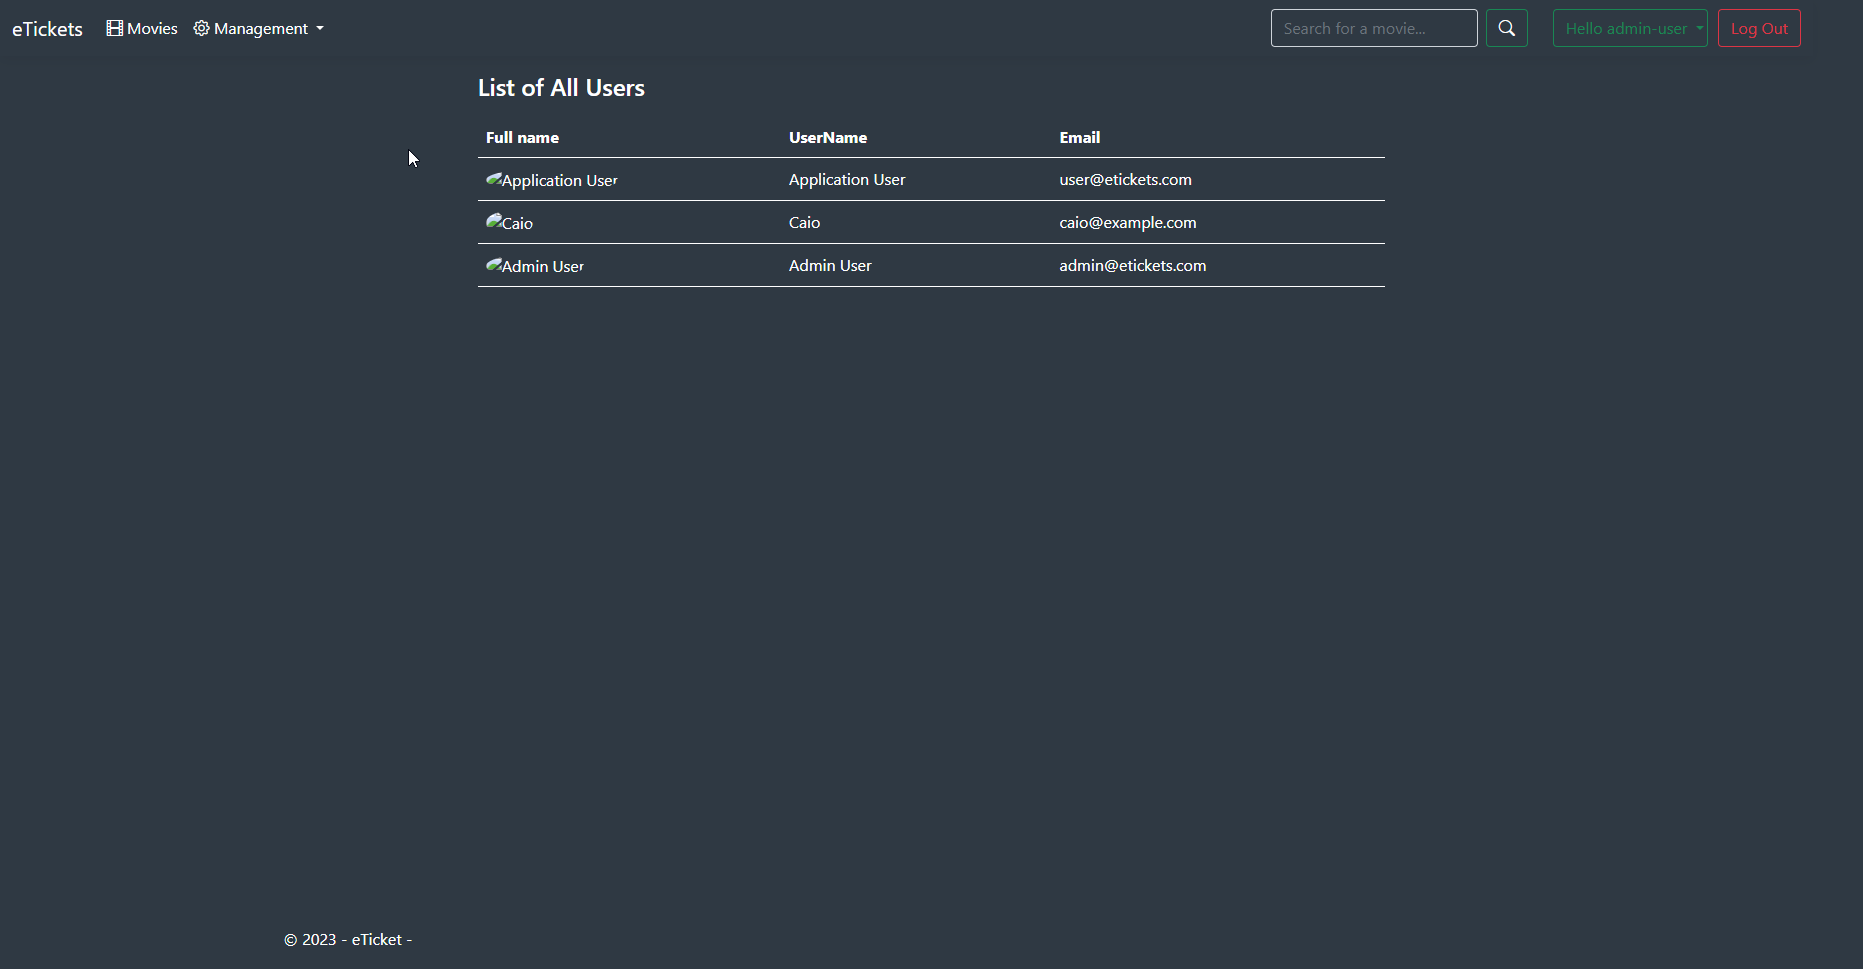 eTickets Movies Management Search for a movie... Hello admin-user Log Out
List of All Users
Full name UserName Email
Application User Application User user@etickets.com
Caio Caio caio@example.com
Admin User Admin User admin@etickets.com
© 2023 - eTicket -